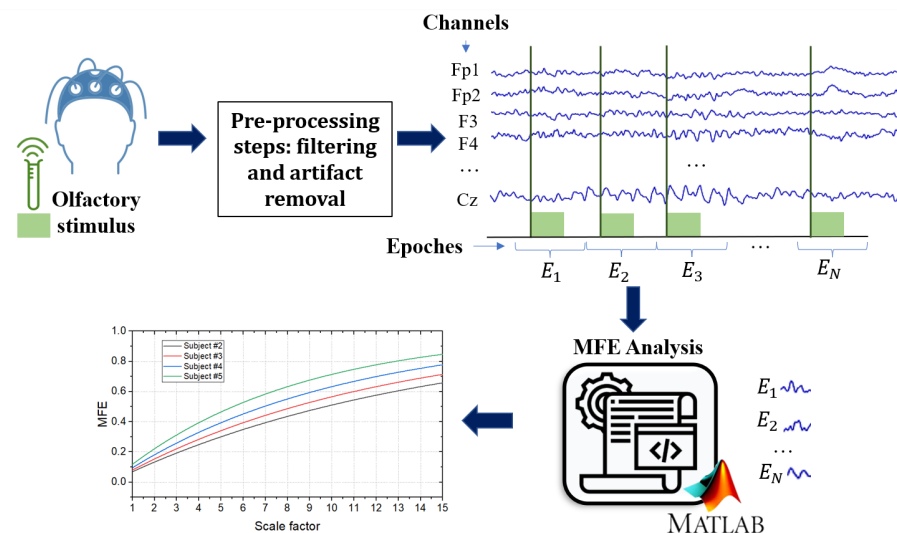 Channels
Fp1
Fp2
F3
F4
...
Cz
...
Olfactory
stimulus
Pre-processing
steps: filtering
and artifact
removal
Epoches
E1
E2
E3
...
EN
MFE Analysis
E1
E2
...
EN
</>
MATLAB
1.0
0.8
0.6
0.4
0.2
0.0
MFE
Subject #2
Subject #3
Subject #4
Subject #5
1 2 3 4 5 6 7 8 9 10 11 12 13 14 15
Scale factor